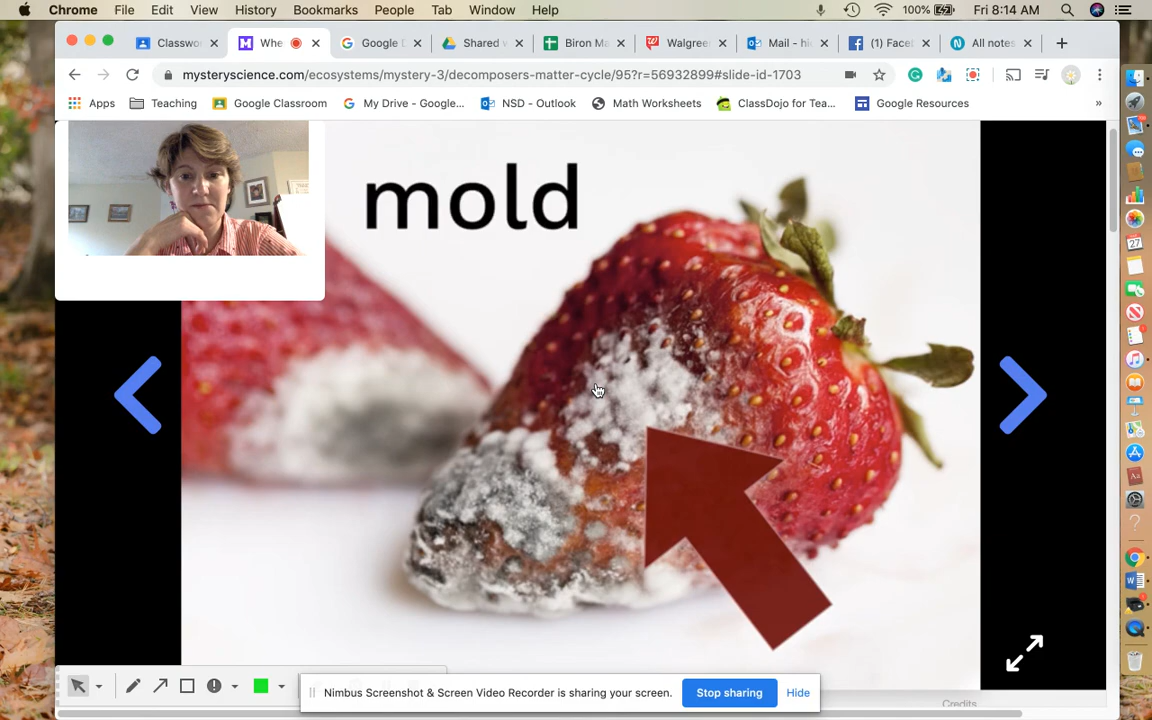 Chrome File Edit View History Bookmarks People Tab Window Help 100% Fri 8:14 AM
Classwor Whe Google D Shared w Biron Ma Walgree Mail - hi (1) Face All notes
mysteryscience.com/ecosystems/mystery-3/decomposers-matter-cycle/95?r=56932899#slide-id-1703
Apps Teaching Google Classroom My Drive - Google... NSD - Outlook Math Worksheets ClassDojo for Tea... Google Resources »
mold
Nimbus Screenshot & Screen Video Recorder is sharing your screen. Stop sharing Hide
Credits